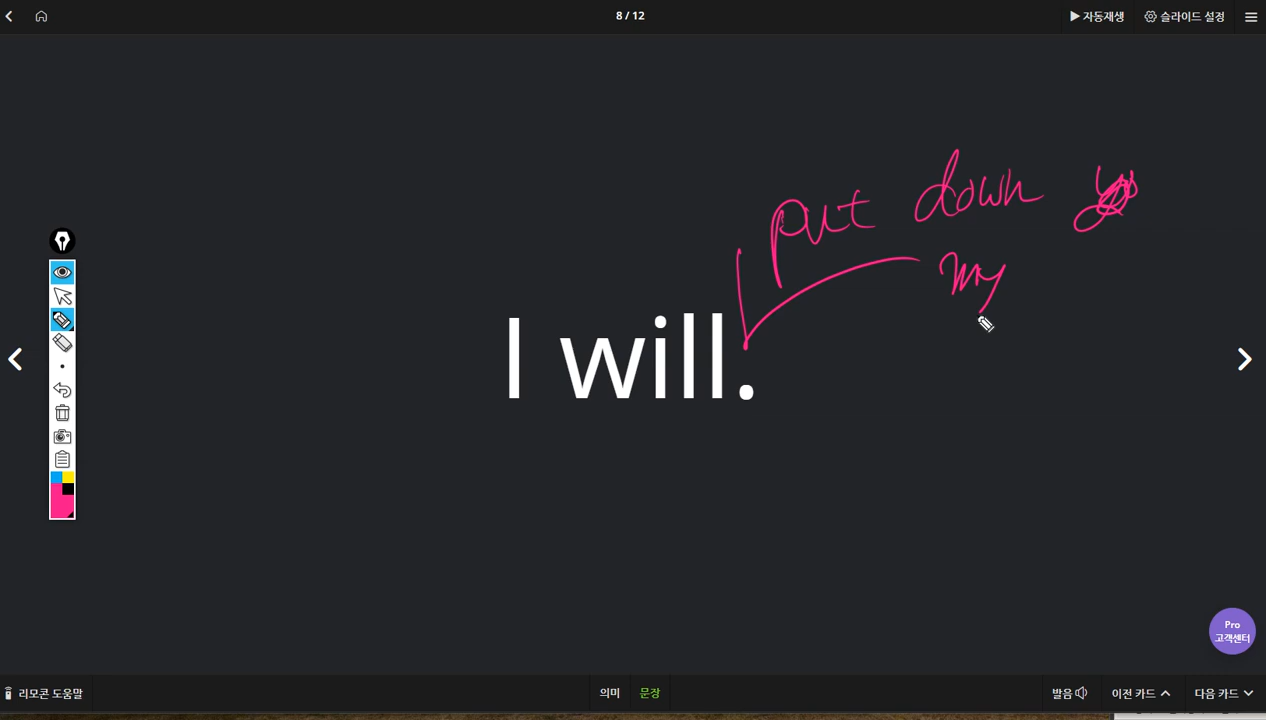 8 / 12
자동재생
슬라이드 설정
put down
my
I will.
Pro
고객센터
리모콘 도움말
의미
문장
발음
이전 카드
다음 카드